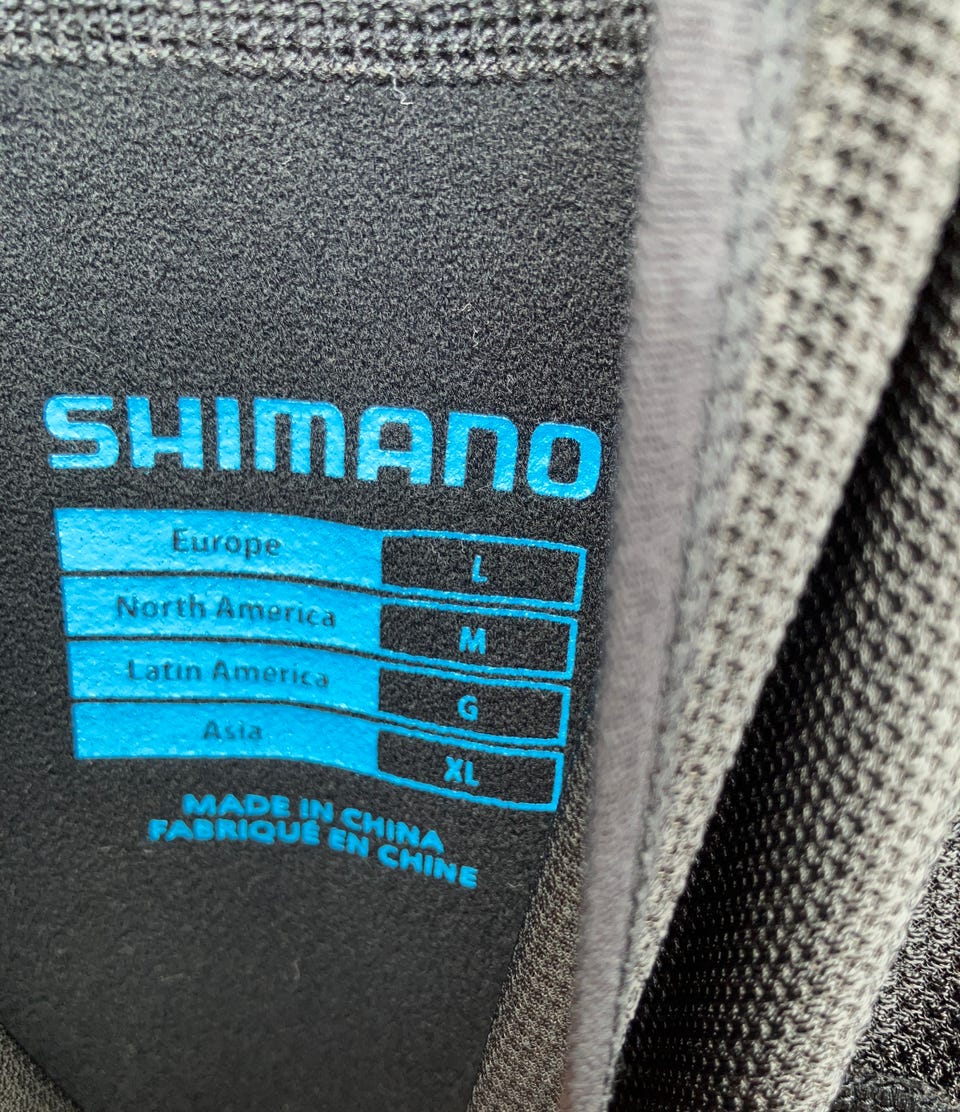 SHIMANO
Europe L
North America M
Latin America G
Asia XL
MADE IN CHINA
FABRIQUÉ EN CHINE